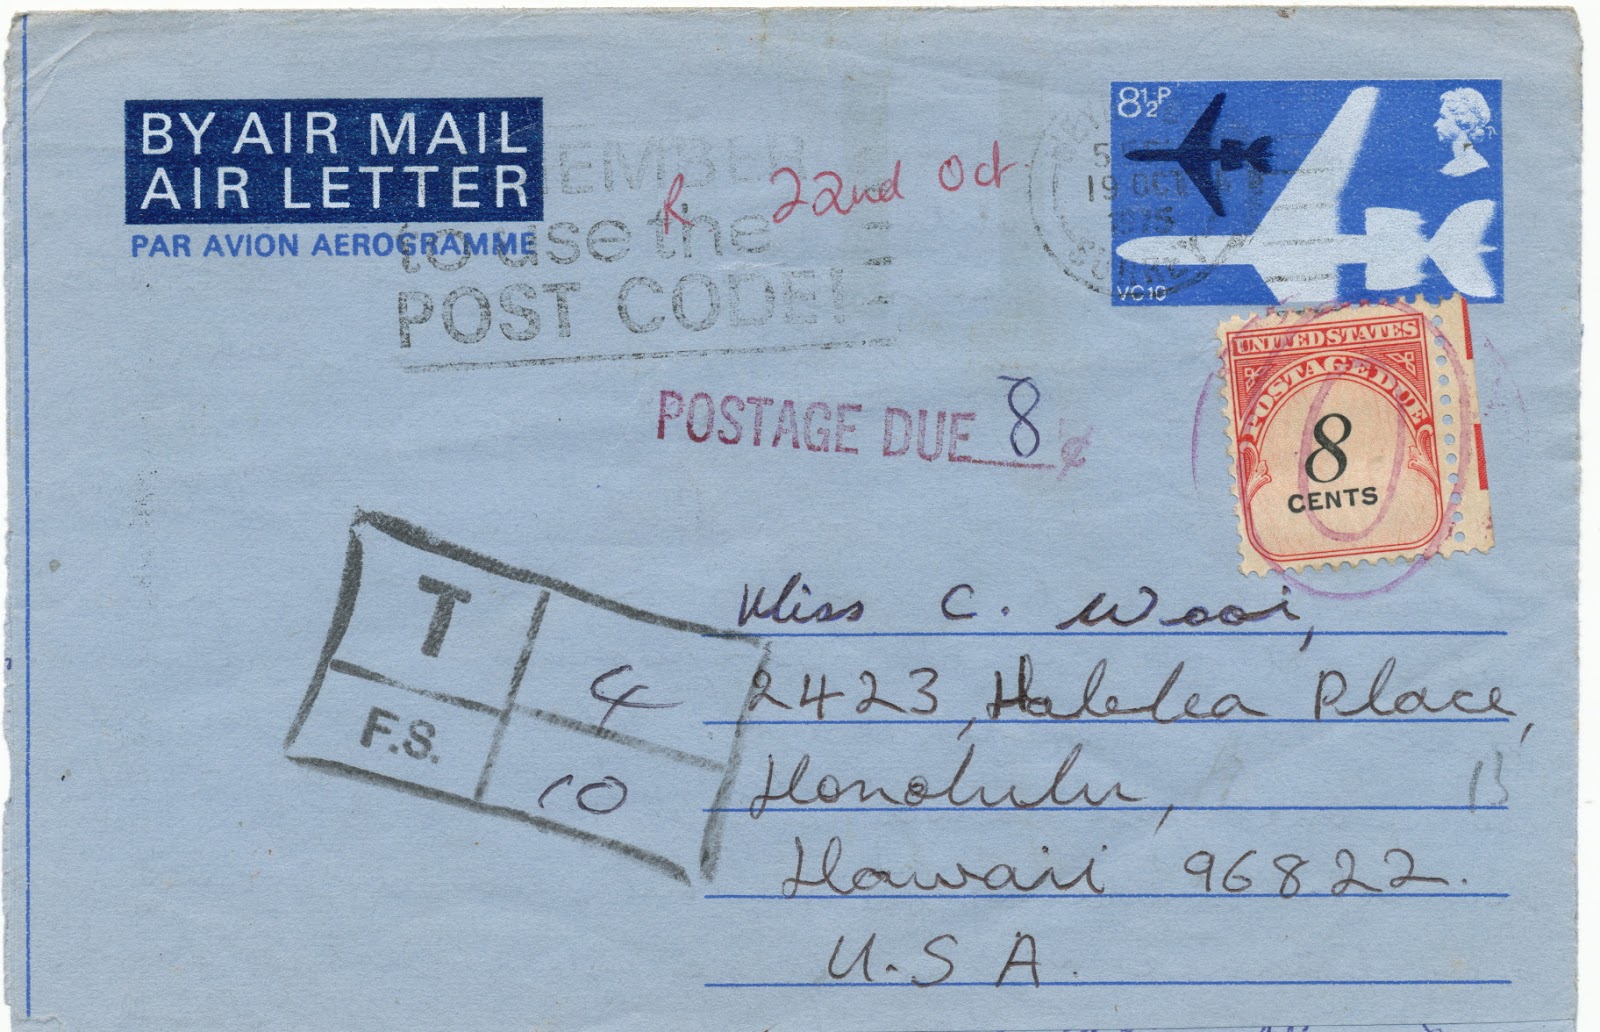 BY AIR MAIL
AIR LETTER
PAR AVION AEROGRAMME
REMEMBER
to use the
POST CODE!
R 22nd Oct
19 OCT
1975
SURREY
8½P
VC10
POSTAGE DUE 8 ¢
UNITED STATES
POSTAGE DUE
8
CENTS
T
4
F.S.
10
Miss C. Wooi,
2423, Halelea Place,
Honolulu,
Hawaii 96822.
U.S A.